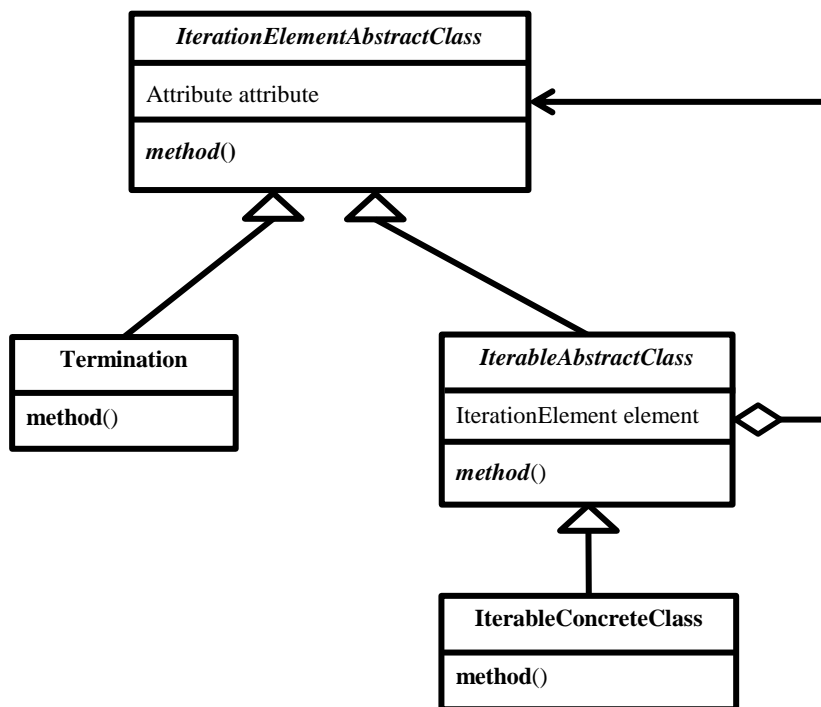 IterationElementAbstractClass
Attribute attribute
method()
Termination
method()
IterableAbstractClass
IterationElement element
method()
IterableConcreteClass
method()